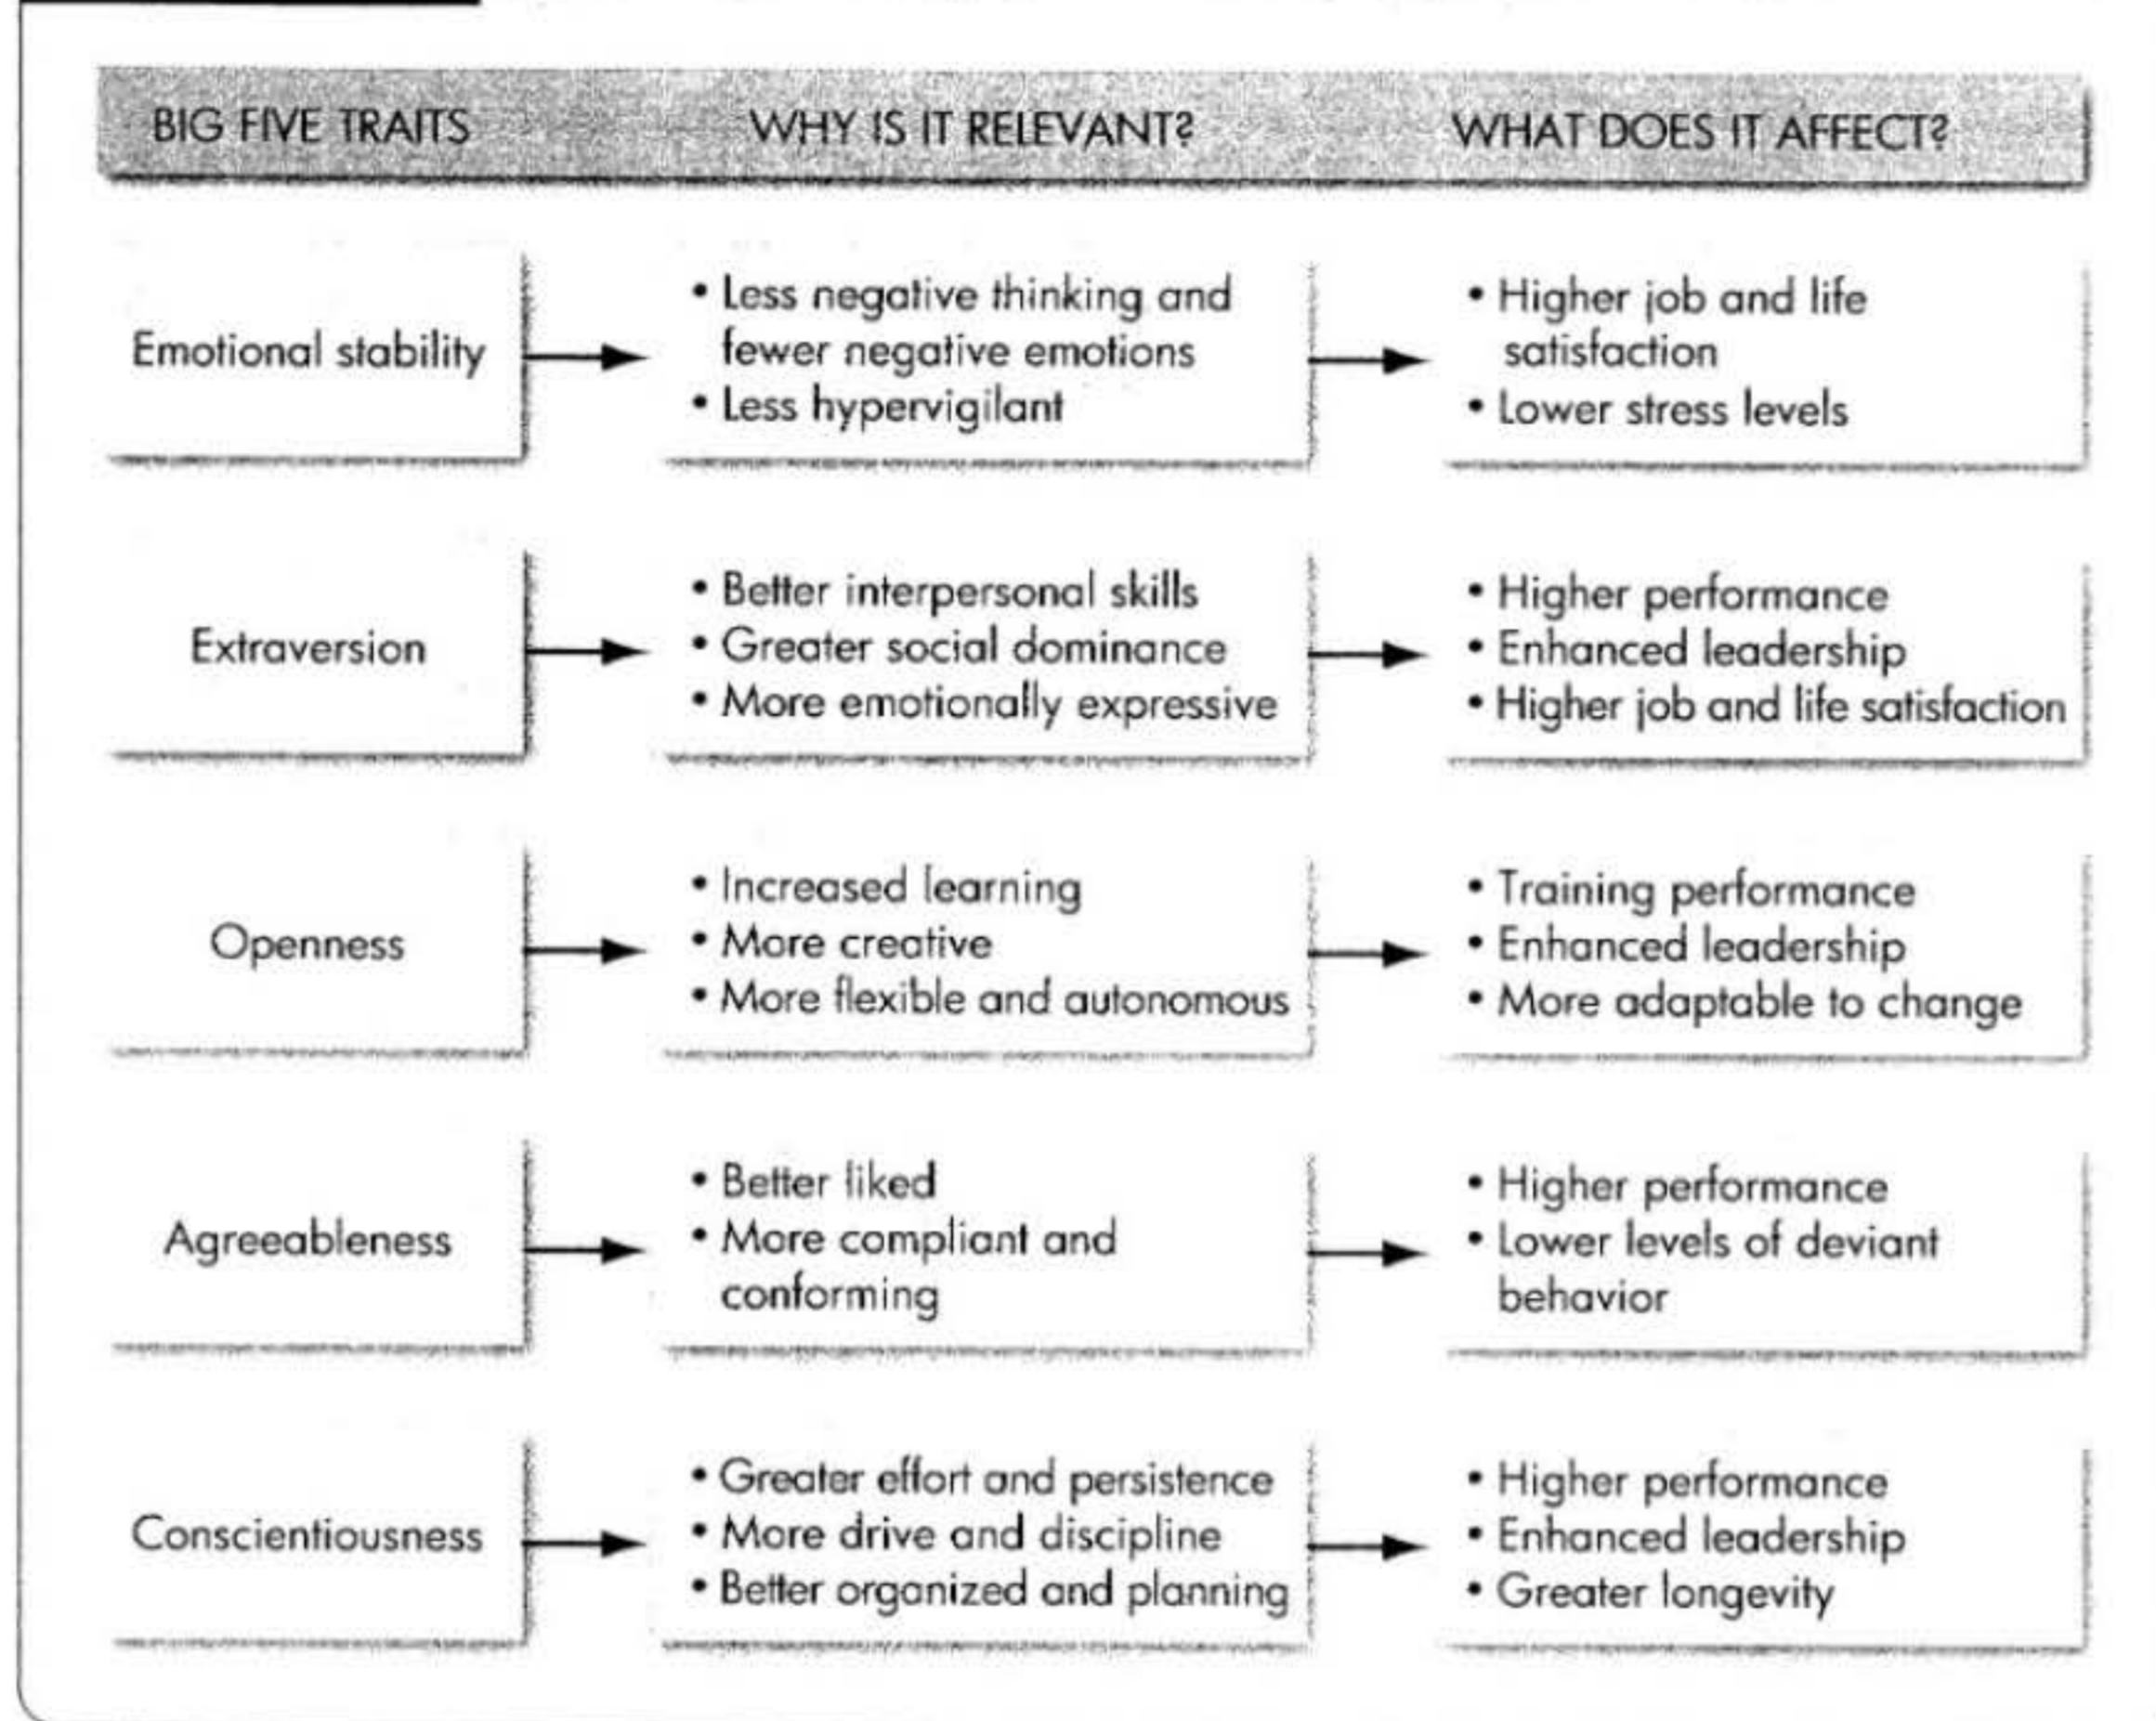 BIG FIVE TRAITS
WHY IS IT RELEVANT?
WHAT DOES IT AFFECT?
Emotional stability
• Less negative thinking and
fewer negative emotions
• Less hypervigilant
• Higher job and life
satisfaction
• Lower stress levels
Extraversion
• Better interpersonal skills
• Greater social dominance
• More emotionally expressive
• Higher performance
• Enhanced leadership
• Higher job and life satisfaction
Openness
• Increased learning
• More creative
• More flexible and autonomous
• Training performance
• Enhanced leadership
• More adaptable to change
Agreeableness
• Better liked
• More compliant and
conforming
• Higher performance
• Lower levels of deviant
behavior
Conscientiousness
• Greater effort and persistence
• More drive and discipline
• Better organized and planning
• Higher performance
• Enhanced leadership
• Greater longevity